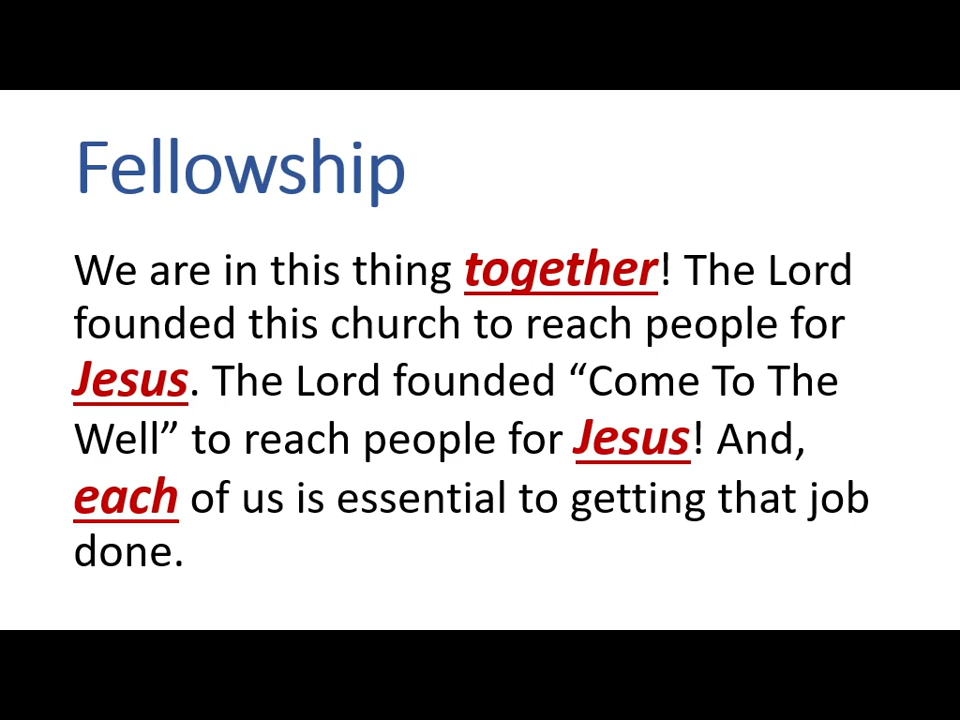 Fellowship
We are in this thing together! The Lord
founded this church to reach people for
Jesus. The Lord founded “Come To The
Well” to reach people for Jesus! And,
each of us is essential to getting that job
done.